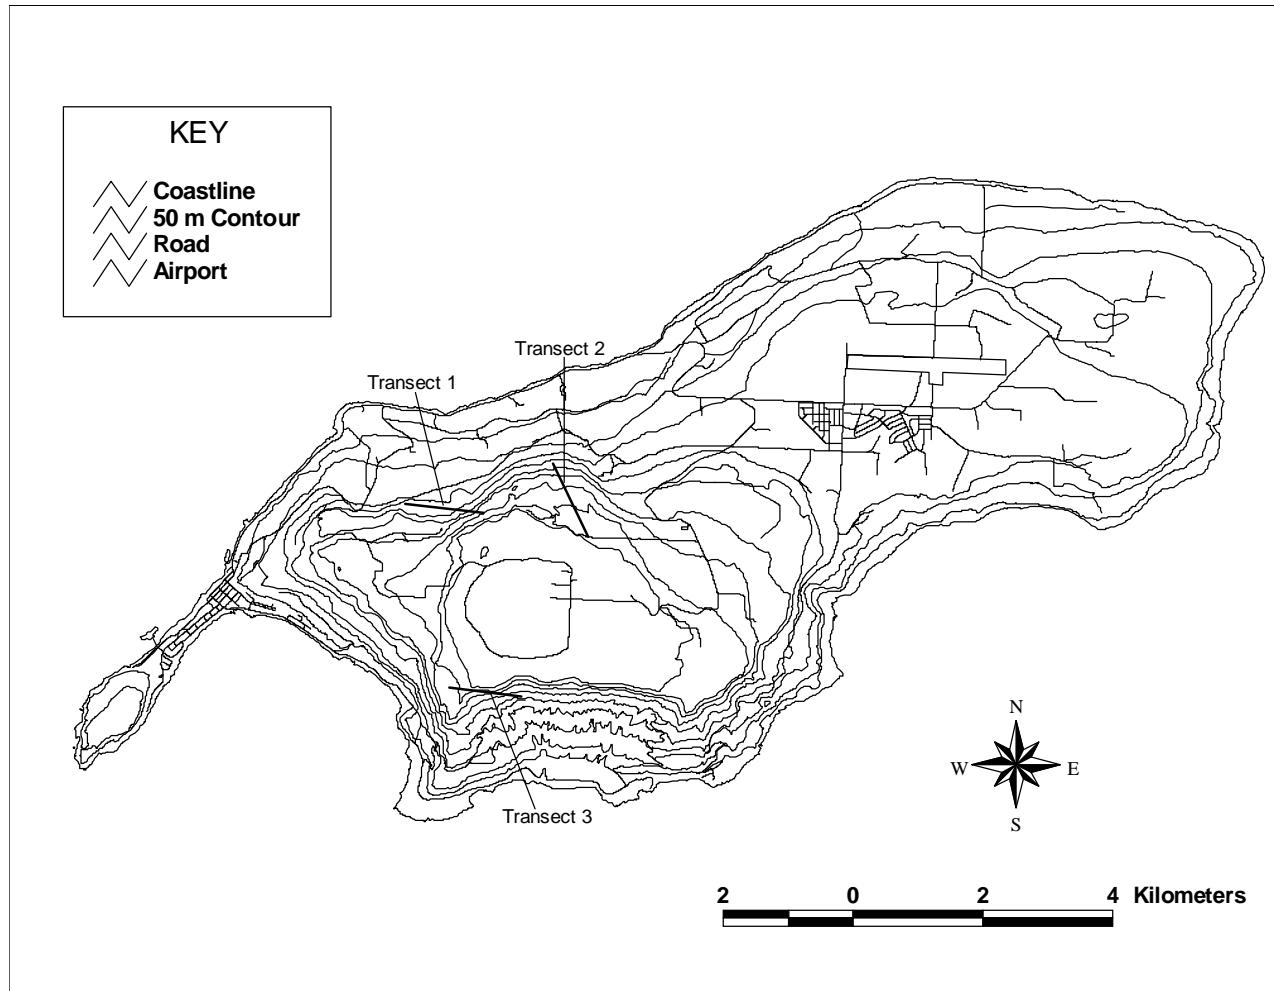 KEY
Coastline
50 m Contour
Road
Airport
Transect 2
Transect 1
Transect 3
N
W E
S
2 0 2 4 Kilometers